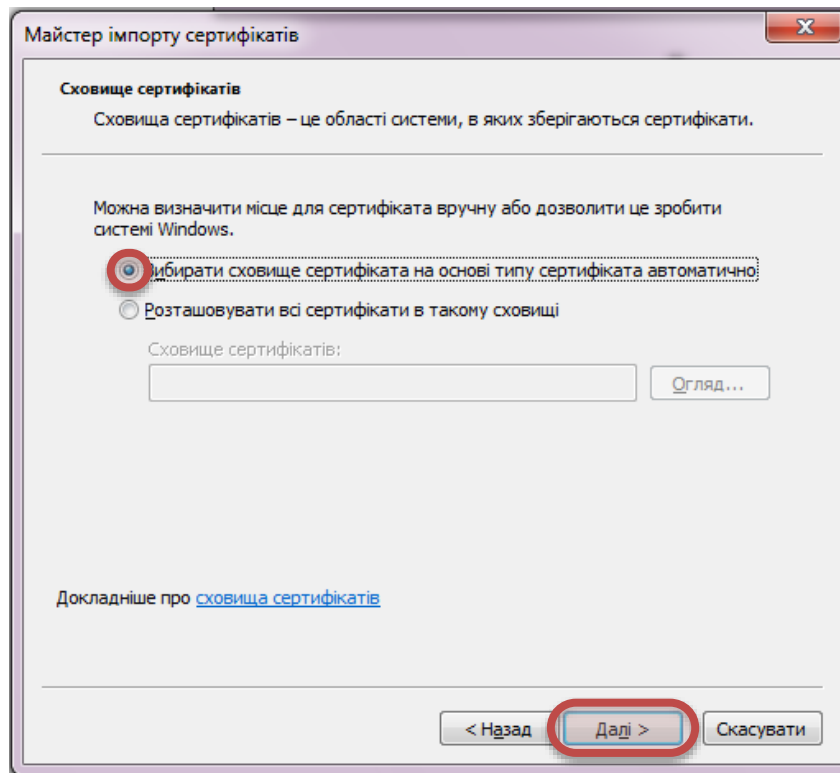 Майстер імпорту сертифікатів
Сховище сертифікатів
Сховища сертифікатів – це області системи, в яких зберігаються сертифікати.
Можна визначити місце для сертифіката вручну або дозволити це зробити
системі Windows.
Вибирати сховище сертифіката на основі типу сертифіката автоматично
Розташовувати всі сертифікати в такому сховищі
Сховище сертифікатів:
Огляд...
Докладніше про сховища сертифікатів
< Назад Далі > Скасувати